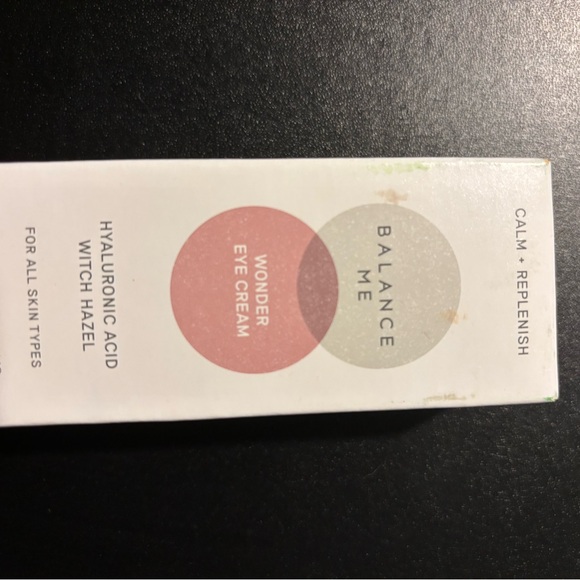 CALM + REPLENISH
BALANCE
ME
WONDER
EYE CREAM
HYALURONIC ACID
WITCH HAZEL
FOR ALL SKIN TYPES